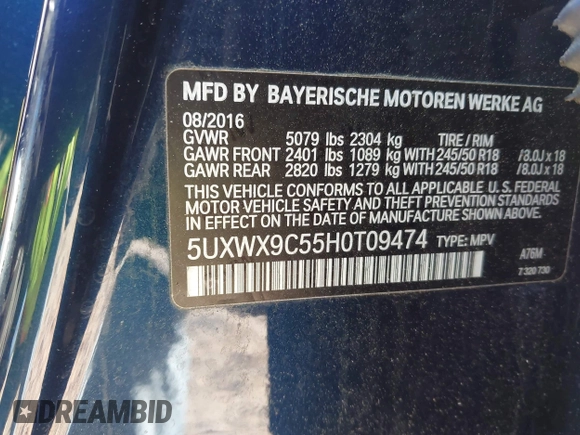 MFD BY BAYERISCHE MOTOREN WERKE AG
08/2016
GVWR 5079 lbs 2304 kg TIRE / RIM
GAWR FRONT 2401 lbs 1089 kg WITH 245/50 R18 /8.0J x 18
GAWR REAR 2820 lbs 1279 kg WITH 245/50 R18 /8.0J x 18
THIS VEHICLE CONFORMS TO ALL APPLICABLE U. S. FEDERAL
MOTOR VEHICLE SAFETY AND THEFT PREVENTION STANDARDS
IN EFFECT ON THE DATE OF MANUFACTURE SHOWN ABOVE.
5UXWX9C55H0T09474 TYPE: MPV
A76M
7 320 730
DREAMBID